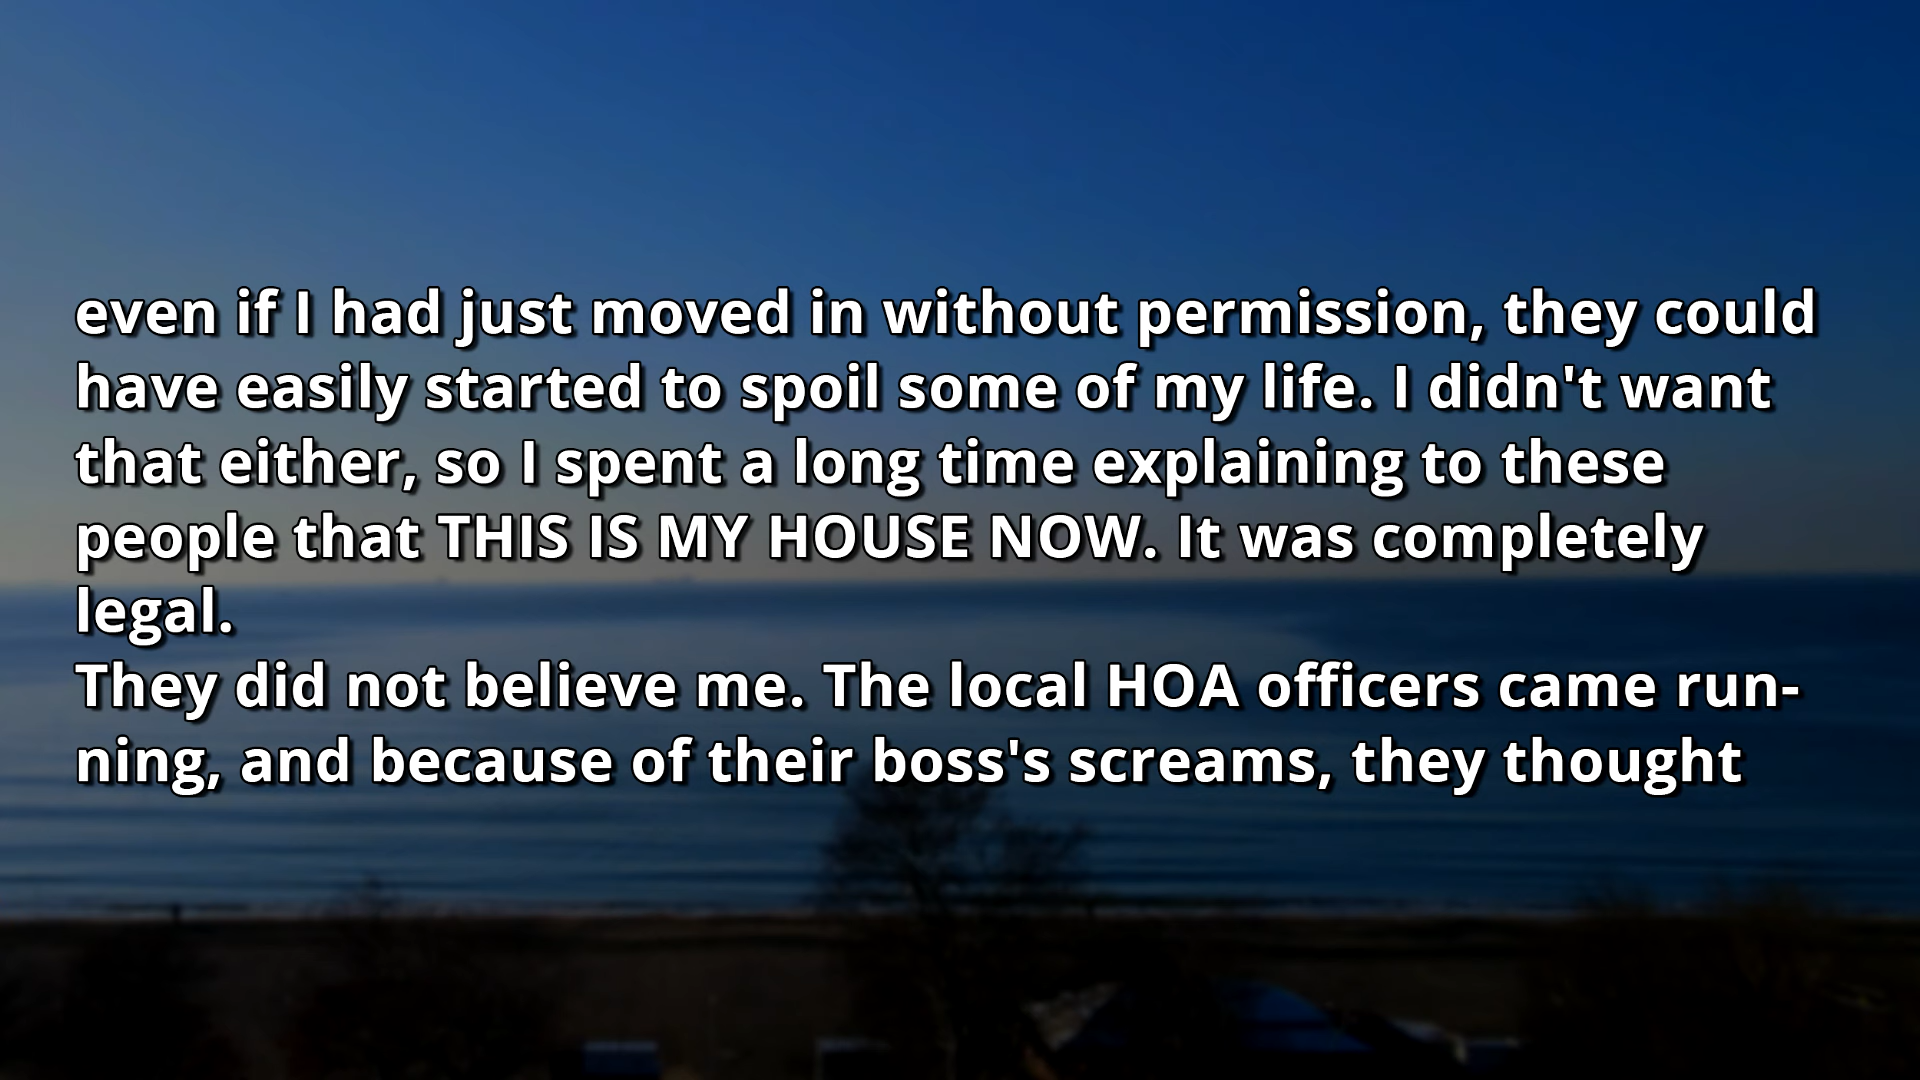 even if I had just moved in without permission, they could
have easily started to spoil some of my life. I didn't want
that either, so I spent a long time explaining to these
people that THIS IS MY HOUSE NOW. It was completely
legal.
They did not believe me. The local HOA officers came run-
ning, and because of their boss's screams, they thought